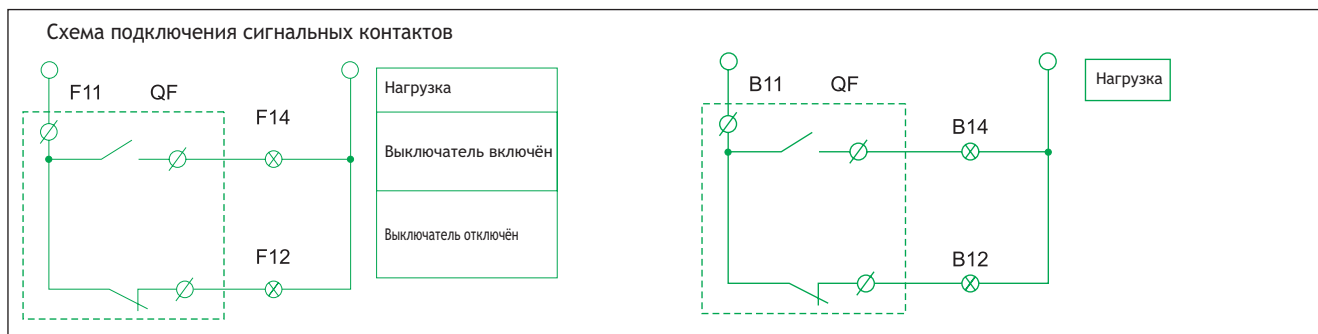 Схема подключения сигнальных контактов
F11 QF
F14
F12
Нагрузка
Выключатель включён
Выключатель отключён
B11 QF
B14
B12
Нагрузка